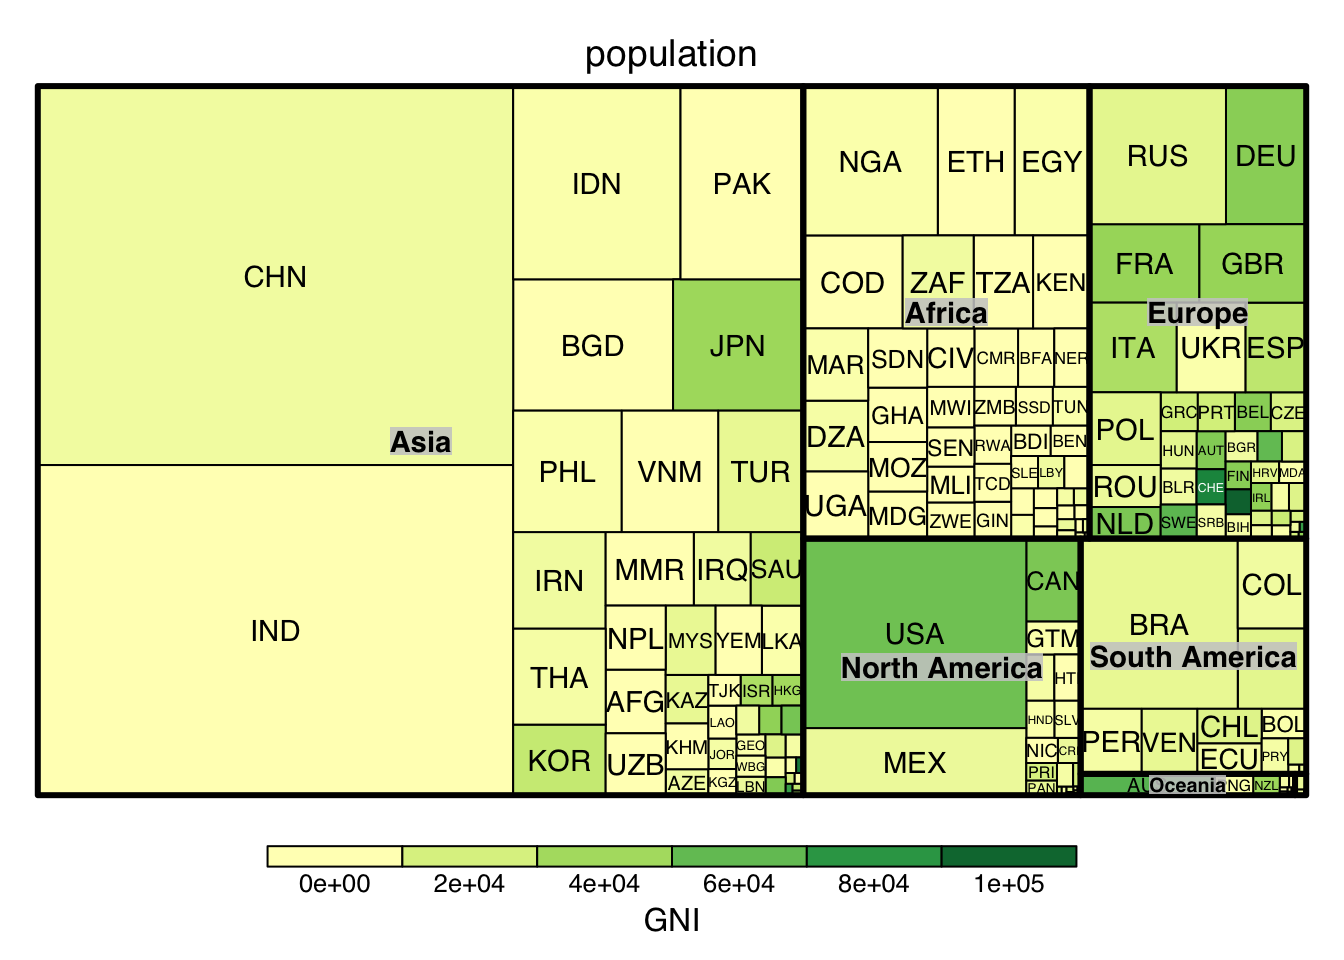 population
CHN
IND
Asia
IDN
PAK
BGD
JPN
PHL
VNM
TUR
IRN
MMR
IRQ
SAU
THA
NPL
MYS
YEM
LKA
KOR
AFG
UZB
KAZ
TJK
ISR
HKG
LAO
KHM
JOR
GEO
WBG
AZE
KGZ
LBN
NGA
ETH
EGY
COD
ZAF
TZA
KEN
Africa
MAR
SDN
CIV
CMR
BFA
NER
DZA
GHA
MWI
ZMB
SSD
TUN
SEN
RWA
BDI
BEN
UGA
MOZ
MLI
TCD
SLE
LBY
MDG
ZWE
GIN
RUS
DEU
FRA
GBR
Europe
ITA
UKR
ESP
POL
GRC
PRT
BEL
CZE
HUN
AUT
BGR
ROU
BLR
CHE
FIN
HRV
MDA
IRL
NLD
SWE
SRB
BIH
USA
CAN
North America
GTM
HT
HND
SLV
MEX
NIC
CRI
PRI
PAN
BRA
COL
South America
PER
VEN
CHL
BOL
ECU
PRY
AU
Oceania
NG
NZL
0e+00 2e+04 4e+04 6e+04 8e+04 1e+05
GNI